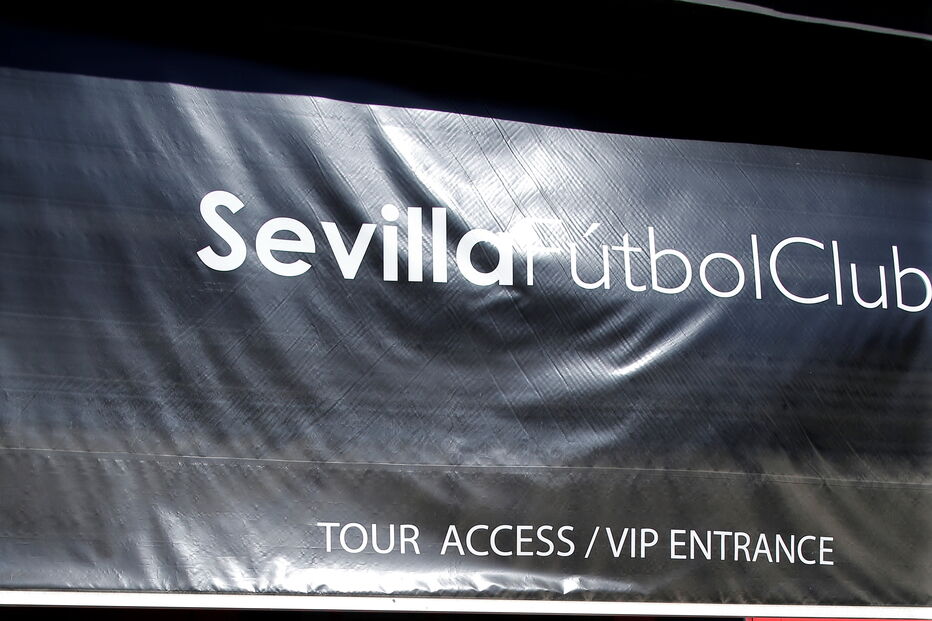 SevillaFútbolClub
TOUR ACCESS / VIP ENTRANCE